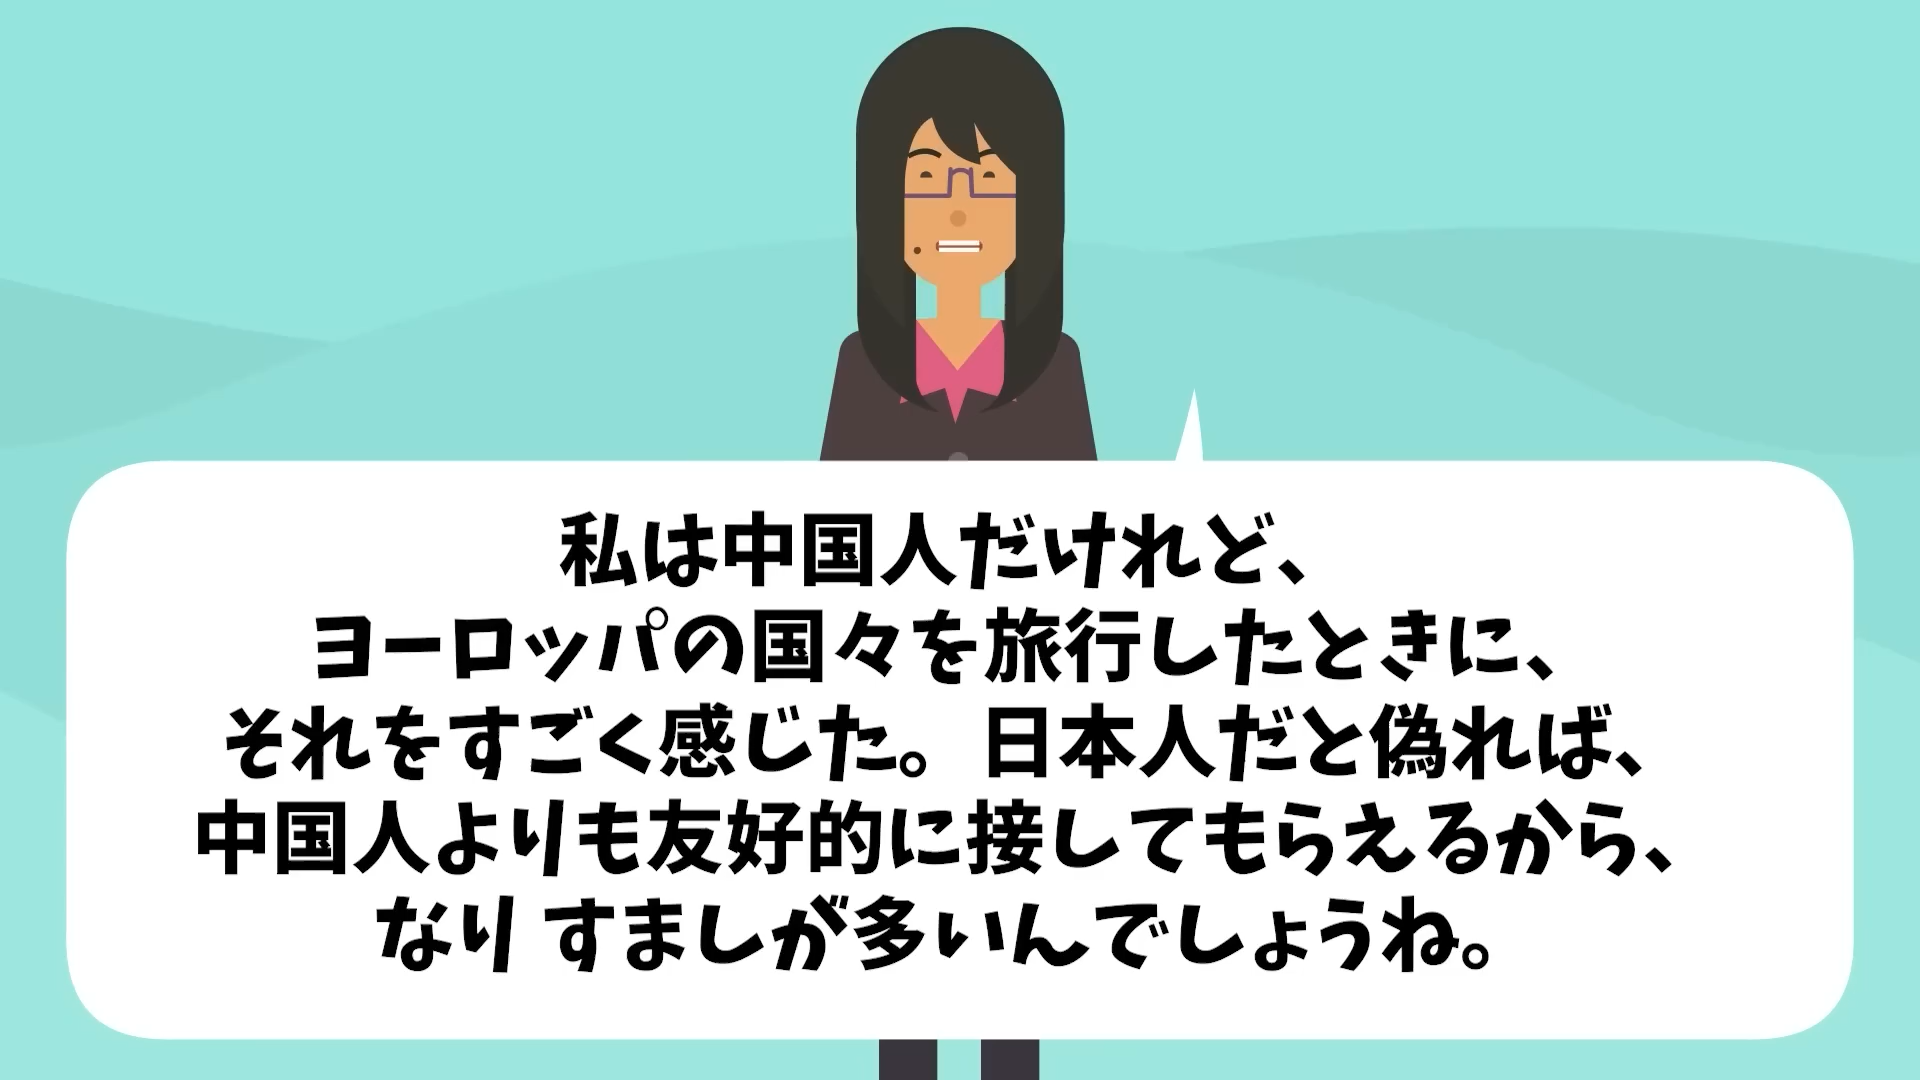 私は中国人だけれど、
ヨーロッパの国々を旅行したときに、
それをすごく感じた。日本人だと偽れば、
中国人よりも友好的に接してもらえるから、
なりすましが多いんでしょうね。